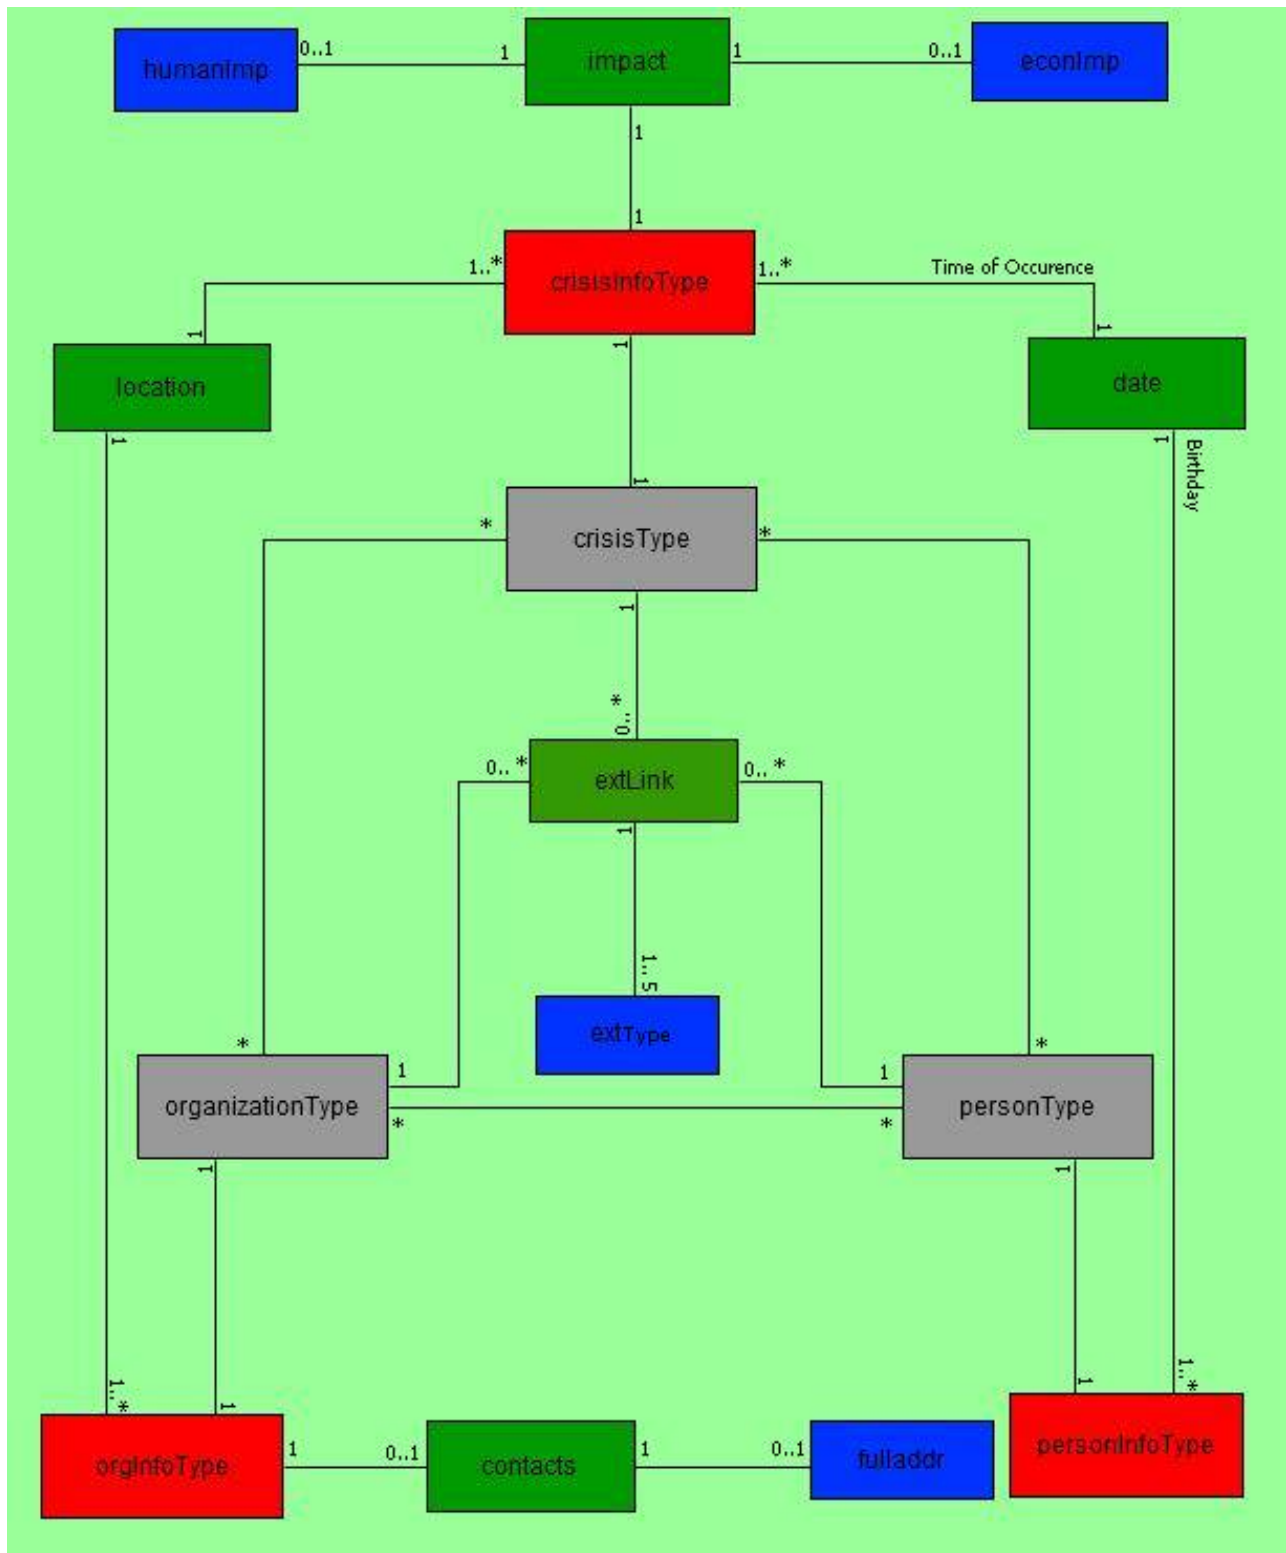 humanImp
0..1
1
impact
1
0..1
econImp
1
1
1..*
crisisInfoType
1..*
Time of Occurence
1
1
1
location
date
1
1
Birthday
1
*
crisisType
*
1
*
0..
0.. *
extLink
0.. *
1
1.. 5
extType
*
*
1
1
organizationType
personType
*
*
1
1
1.. *
1
1
1.. *
orgInfoType
1
0..1
contacts
1
0..1
fulladdr
personInfoType